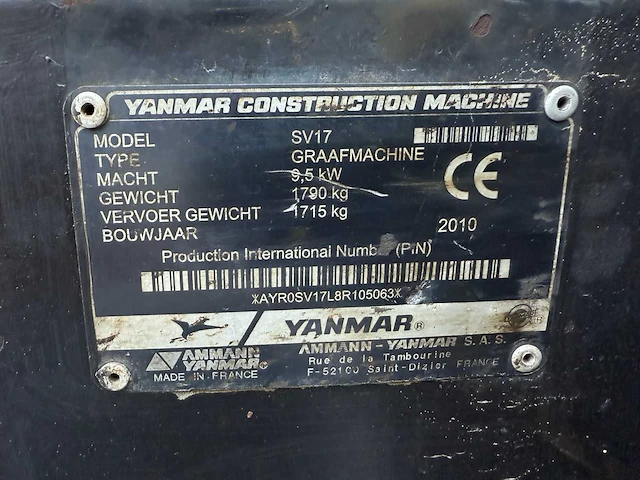 YANMAR CONSTRUCTION MACHINE
MODEL SV17
TYPE GRAAFMACHINE
MACHT 9,5 kW
GEWICHT 1790 kg
VERVOER GEWICHT 1715 kg
BOUWJAAR 2010
CE
Production International Number (PIN)
*AYR0SV17L8R105063*
YANMAR®
AMMANN YANMAR
MADE IN FRANCE
AMMANN-YANMAR S.A.S.
Rue de la Tambourine
F-52100 Saint-Dizier FRANCE